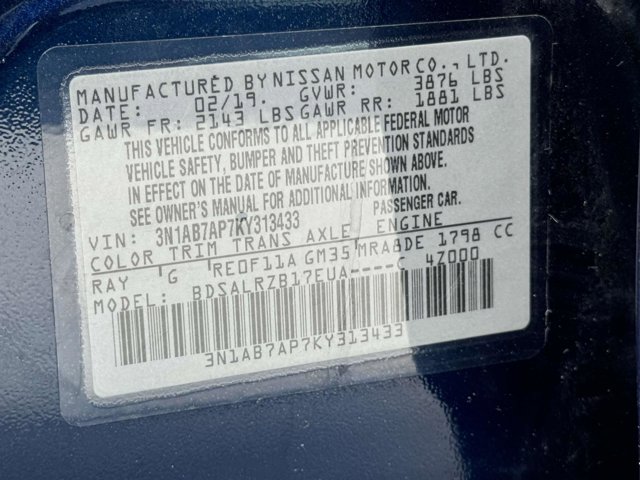 MANUFACTURED BY NISSAN MOTOR CO., LTD.
DATE: 02/19. GVWR: 3876 LBS
GAWR FR: 2143 LBS GAWR RR: 1881 LBS
THIS VEHICLE CONFORMS TO ALL APPLICABLE FEDERAL MOTOR
VEHICLE SAFETY, BUMPER AND THEFT PREVENTION STANDARDS
IN EFFECT ON THE DATE OF MANUFACTURE SHOWN ABOVE.
SEE OWNER'S MANUAL FOR ADDITIONAL INFORMATION.
VIN: 3N1AB7AP7KY313433 PASSENGER CAR.
COLOR TRIM TRANS AXLE ENGINE
RAY G RE0F11A GM35 MRA8DE 1798 CC
MODEL: BDSALRZB17EUA----C 4Z000
3N1AB7AP7KY313433